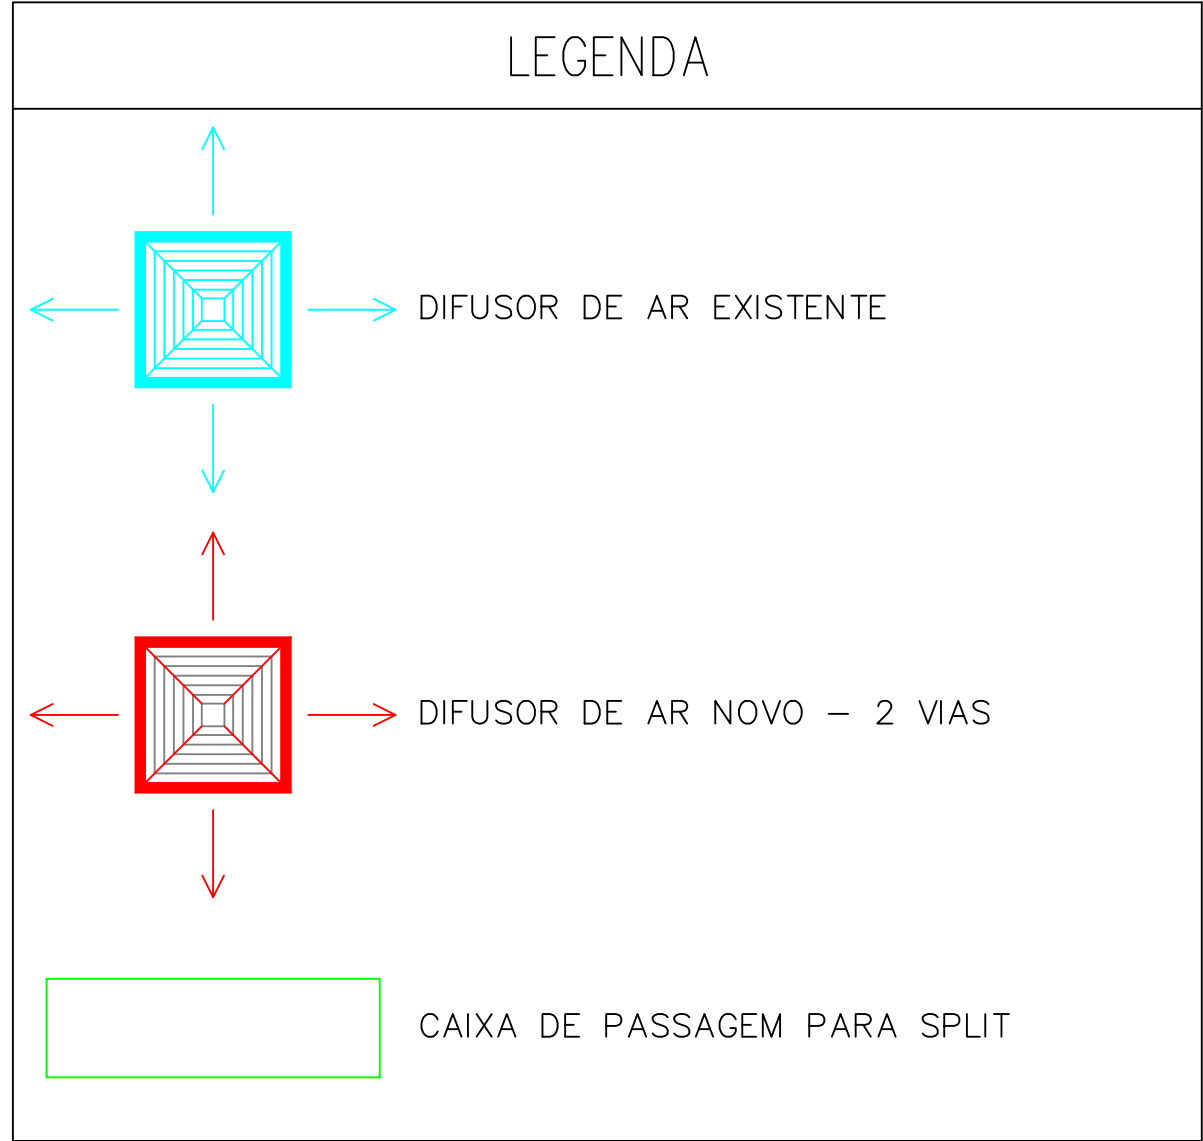 LEGENDA
DIFUSOR DE AR EXISTENTE
DIFUSOR DE AR NOVO – 2 VIAS
CAIXA DE PASSAGEM PARA SPLIT